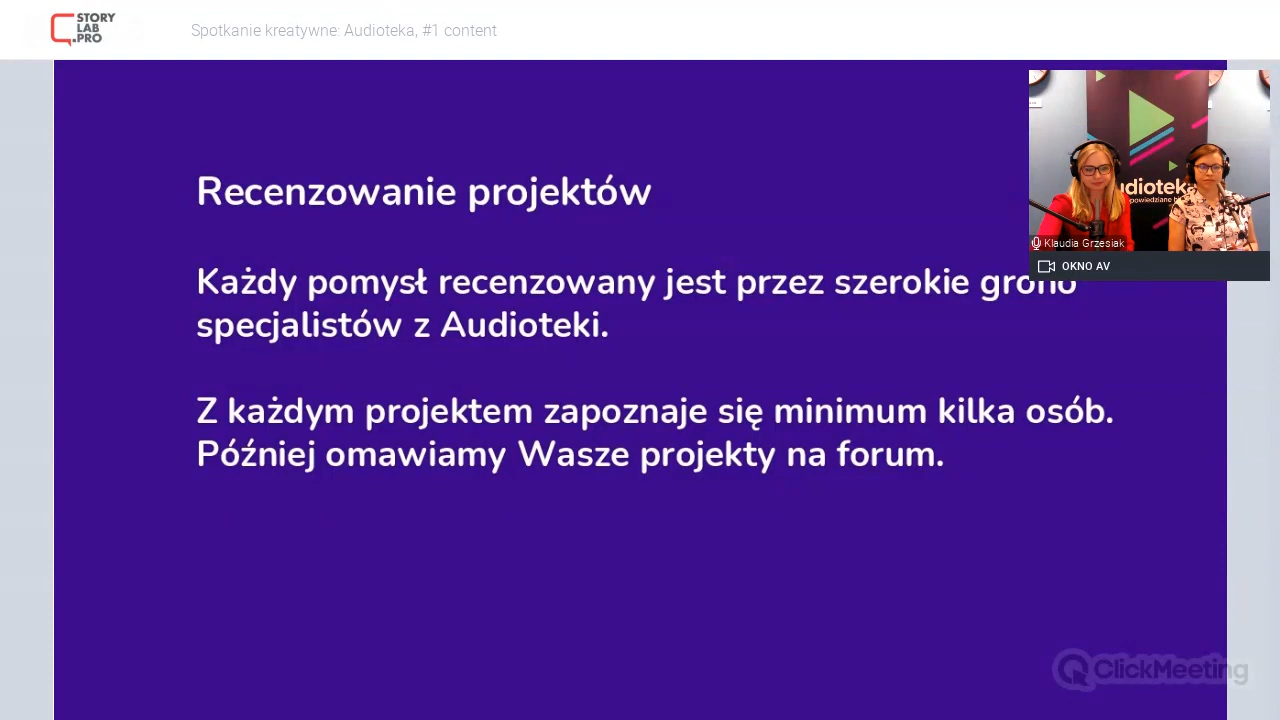 STORY
LAB
.PRO
Spotkanie kreatywne: Audioteka, #1 content
Recenzowanie projektów
Każdy pomysł recenzowany jest przez szerokie grono
specjalistów z Audioteki.
Z każdym projektem zapoznaje się minimum kilka osób.
Później omawiamy Wasze projekty na forum.
Klaudia Grzesiak
OKNO AV
ClickMeeting